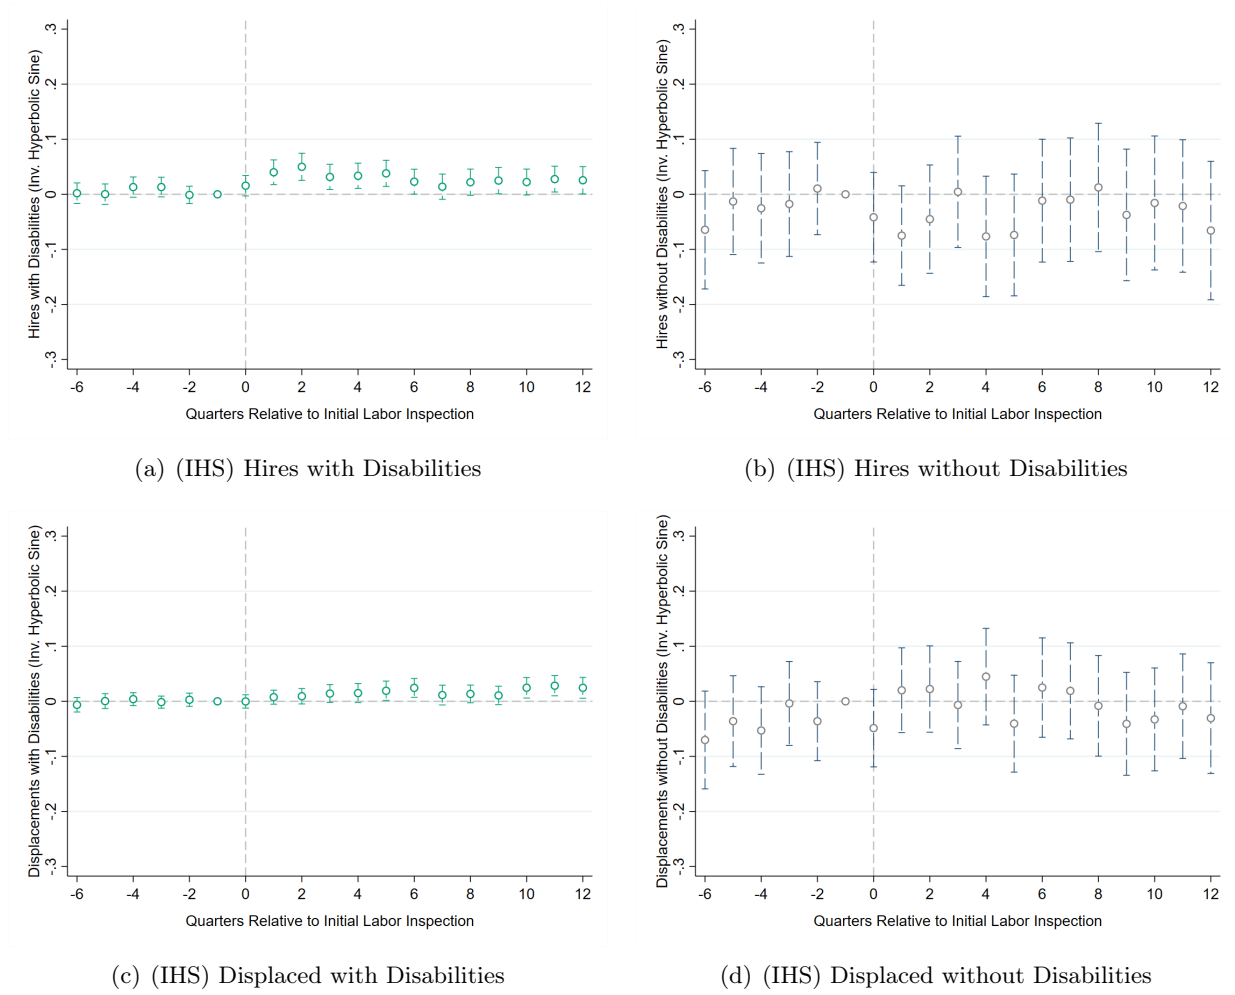 Hires with Disabilities (Inv. Hyperbolic Sine)
.3
.2
.1
0
-.1
-.2
-.3
-6 -4 -2 0 2 4 6 8 10 12
Quarters Relative to Initial Labor Inspection
(a) (IHS) Hires with Disabilities
Hires without Disabilities (Inv. Hyperbolic Sine)
.3
.2
.1
0
-.1
-.2
-.3
-6 -4 -2 0 2 4 6 8 10 12
Quarters Relative to Initial Labor Inspection
(b) (IHS) Hires without Disabilities
Displacements with Disabilities (Inv. Hyperbolic Sine)
.3
.2
.1
0
-.1
-.2
-.3
-6 -4 -2 0 2 4 6 8 10 12
Quarters Relative to Initial Labor Inspection
(c) (IHS) Displaced with Disabilities
Displacements without Disabilities (Inv. Hyperbolic Sine)
.3
.2
.1
0
-.1
-.2
-.3
-6 -4 -2 0 2 4 6 8 10 12
Quarters Relative to Initial Labor Inspection
(d) (IHS) Displaced without Disabilities